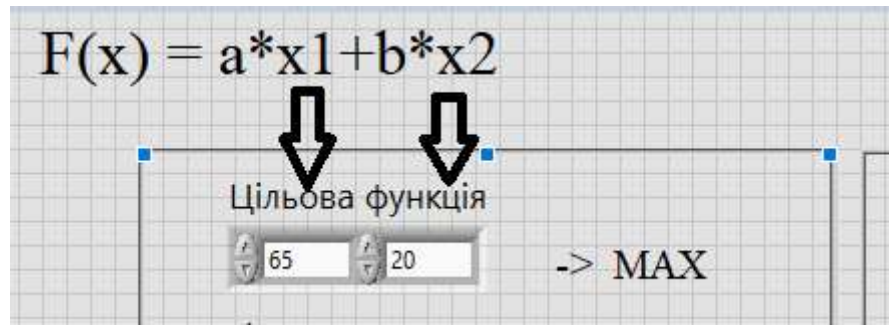 F(x) = a*x1+b*x2
Цільова функція
65 20 -> MAX